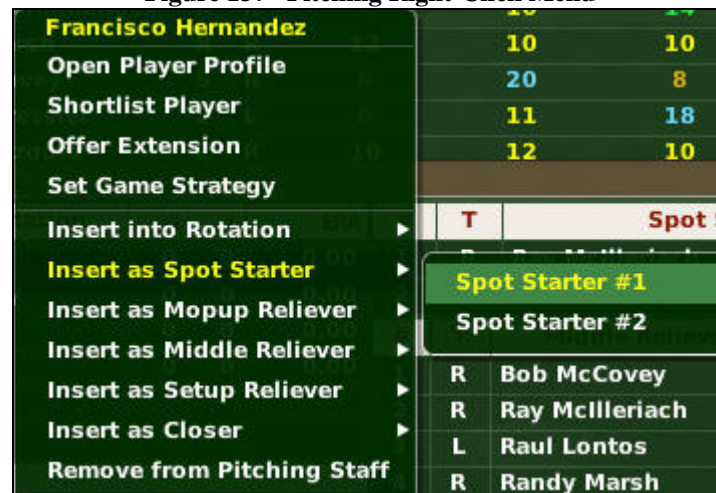 Francisco Hernandez
Open Player Profile
Shortlist Player
Offer Extension
Set Game Strategy
Insert into Rotation
Insert as Spot Starter
Insert as Mopup Reliever
Insert as Middle Reliever
Insert as Setup Reliever
Insert as Closer
Remove from Pitching Staff
Spot Starter #1
Spot Starter #2
10 10
20 8
11 18
12 10
T Spot
R Bob McCovey
R Ray McIlleriach
L Raul Lontos
R Randy Marsh